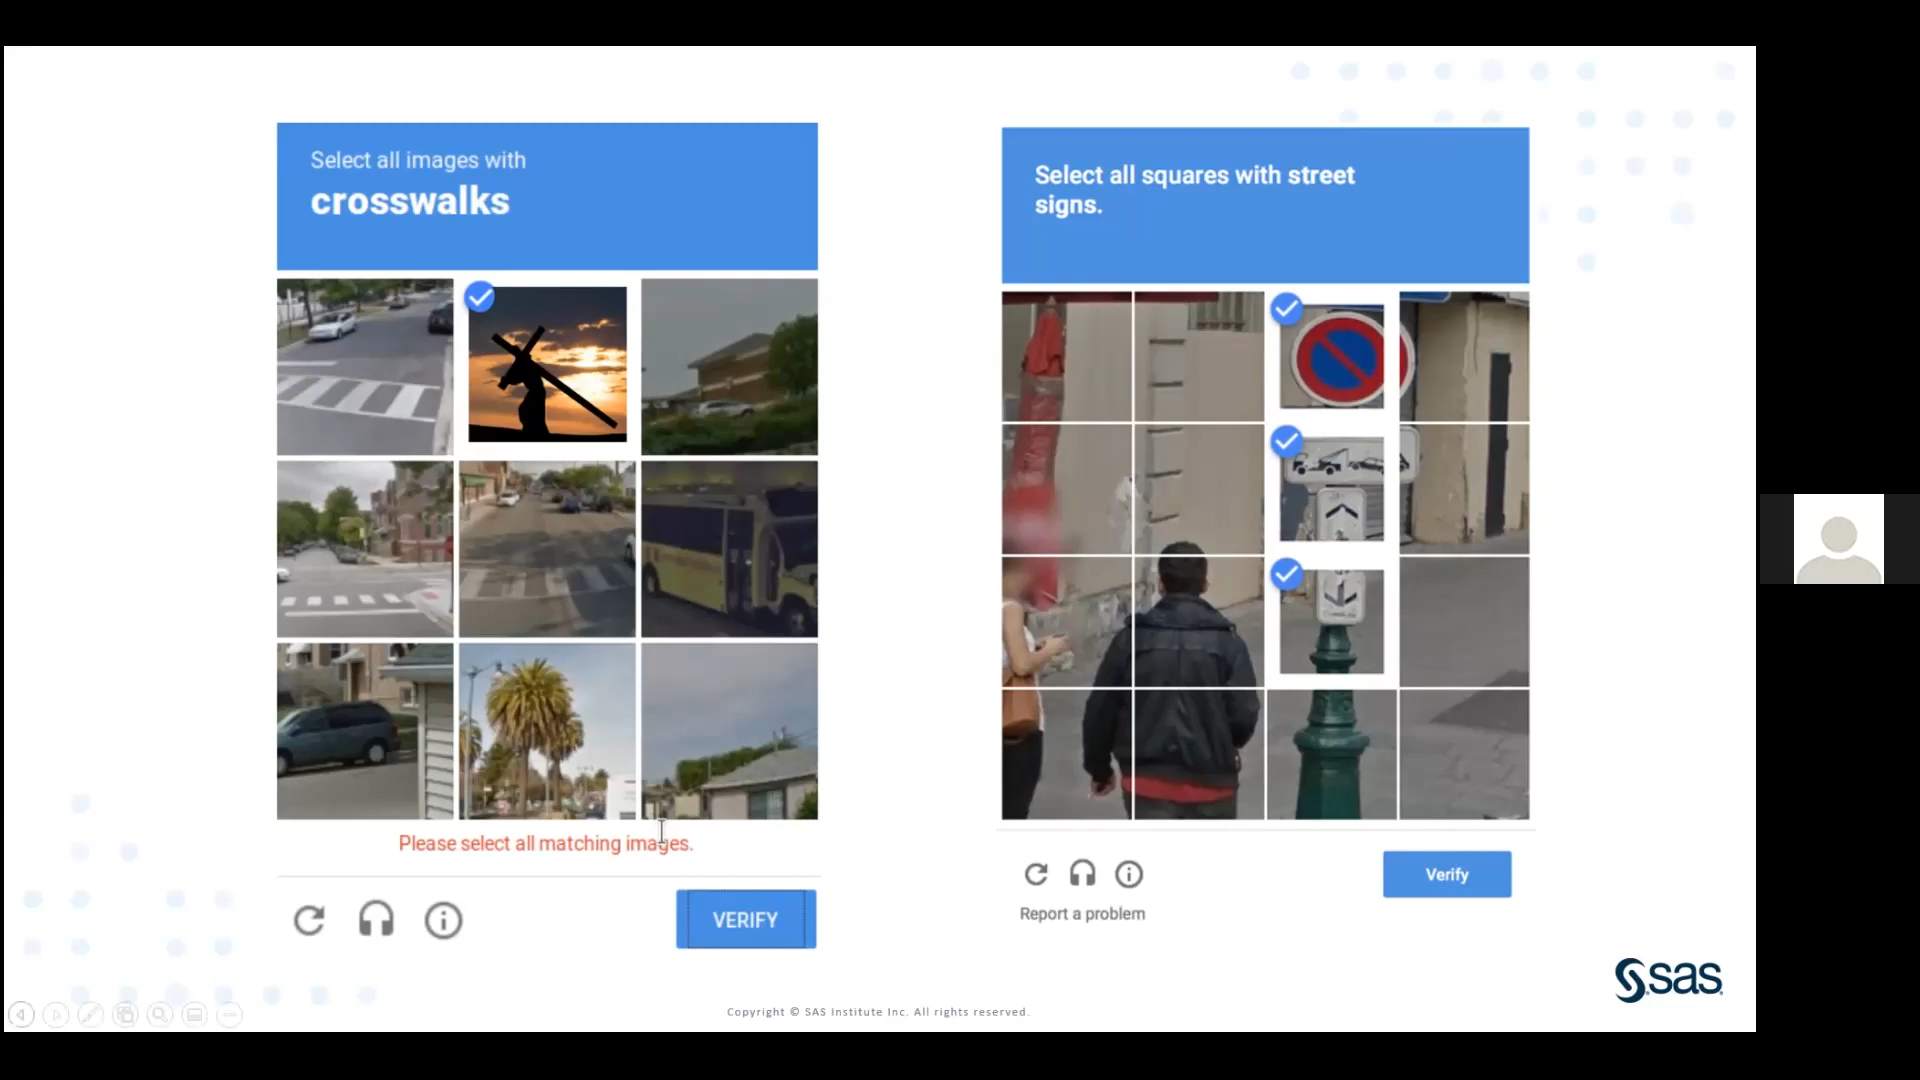 Select all images with
crosswalks
Please select all matching images.
VERIFY
Select all squares with street
signs.
Verify
Report a problem
sas
Copyright © SAS Institute Inc. All rights reserved.